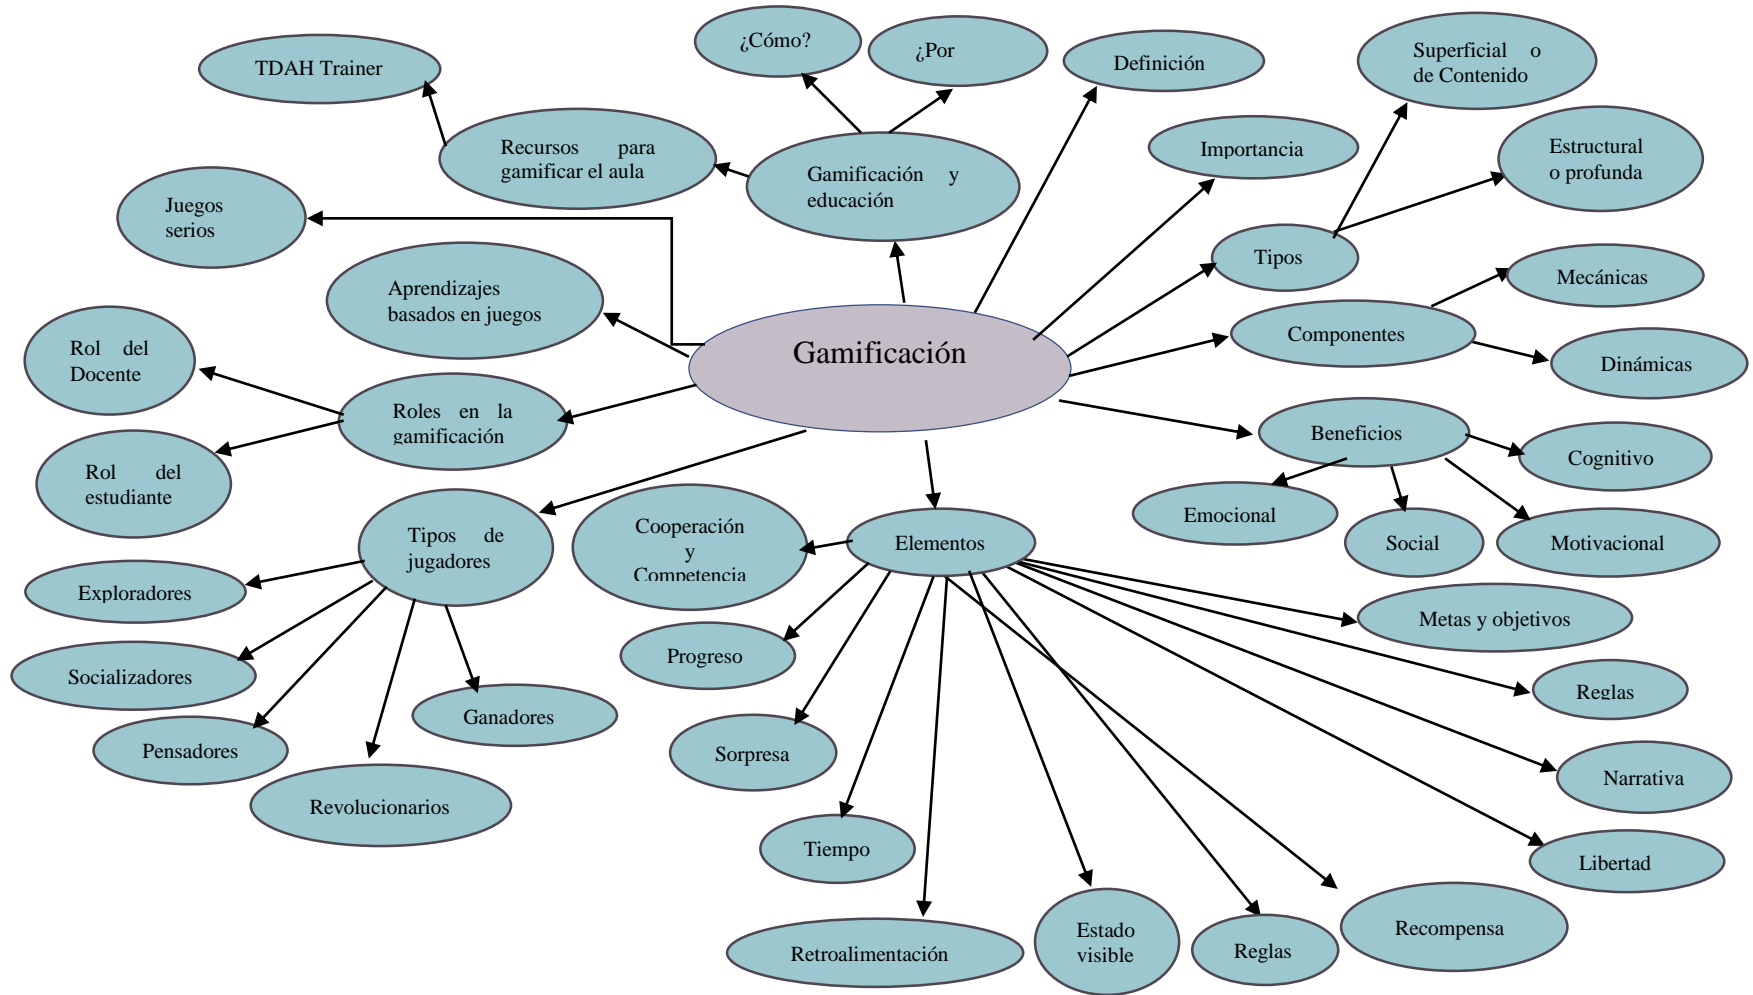 ¿Cómo?
¿Por
TDAH Trainer
Definición
Superficial o
de Contenido
Recursos para
gamificar el aula
Gamificación y
educación
Importancia
Estructural
o profunda
Juegos
serios
Tipos
Aprendizajes
basados en juegos
Mecánicas
Gamificación
Componentes
Dinámicas
Rol del
Docente
Roles en la
gamificación
Beneficios
Cognitivo
Rol del
estudiante
Emocional
Social
Motivacional
Tipos de
jugadores
Cooperación
y
Competencia
Elementos
Exploradores
Metas y objetivos
Socializadores
Progreso
Reglas
Pensadores
Ganadores
Sorpresa
Narrativa
Revolucionarios
Tiempo
Libertad
Retroalimentación
Estado
visible
Reglas
Recompensa